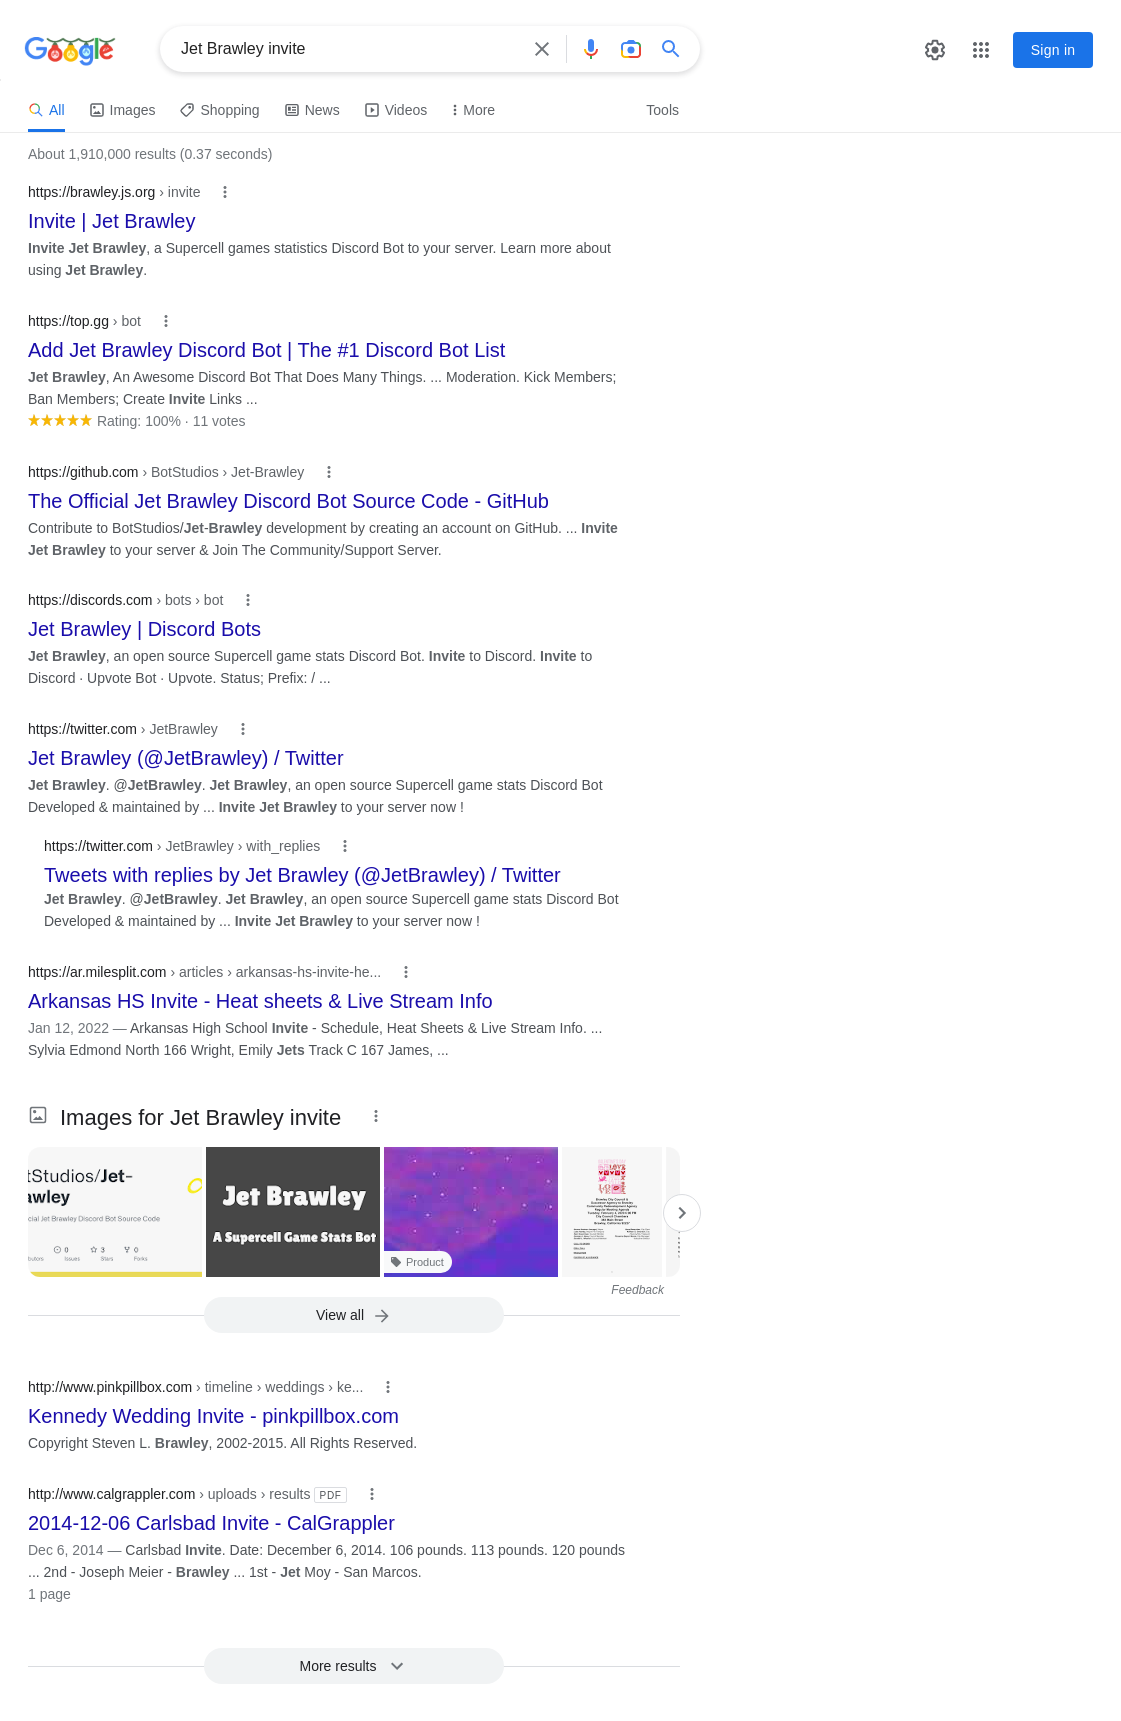 Google
Jet Brawley invite
Sign in
All Images Shopping News Videos More Tools
About 1,910,000 results (0.37 seconds)
https://brawley.js.org › invite
Invite | Jet Brawley
Invite Jet Brawley, a Supercell games statistics Discord Bot to your server. Learn more about
using Jet Brawley.
https://top.gg › bot
Add Jet Brawley Discord Bot | The #1 Discord Bot List
Jet Brawley, An Awesome Discord Bot That Does Many Things. ... Moderation. Kick Members;
Ban Members; Create Invite Links ...
Rating: 100% · 11 votes
https://github.com › BotStudios › Jet-Brawley
The Official Jet Brawley Discord Bot Source Code - GitHub
Contribute to BotStudios/Jet-Brawley development by creating an account on GitHub. ... Invite
Jet Brawley to your server & Join The Community/Support Server.
https://discords.com › bots › bot
Jet Brawley | Discord Bots
Jet Brawley, an open source Supercell game stats Discord Bot. Invite to Discord. Invite to
Discord · Upvote Bot · Upvote. Status; Prefix: / ...
https://twitter.com › JetBrawley
Jet Brawley (@JetBrawley) / Twitter
Jet Brawley. @JetBrawley. Jet Brawley, an open source Supercell game stats Discord Bot
Developed & maintained by ... Invite Jet Brawley to your server now !
https://twitter.com › JetBrawley › with_replies
Tweets with replies by Jet Brawley (@JetBrawley) / Twitter
Jet Brawley. @JetBrawley. Jet Brawley, an open source Supercell game stats Discord Bot
Developed & maintained by ... Invite Jet Brawley to your server now !
https://ar.milesplit.com › articles › arkansas-hs-invite-he...
Arkansas HS Invite - Heat sheets & Live Stream Info
Jan 12, 2022 — Arkansas High School Invite - Schedule, Heat Sheets & Live Stream Info. ...
Sylvia Edmond North 166 Wright, Emily Jets Track C 167 James, ...
Images for Jet Brawley invite
tStudios/Jet-
awley
cial Jet Brawley Discord Bot Source Code
0 3 0
butors Issues Stars Forks
Jet Brawley
A Supercell Game Stats Bot
Product
Feedback
View all
http://www.pinkpillbox.com › timeline › weddings › ke...
Kennedy Wedding Invite - pinkpillbox.com
Copyright Steven L. Brawley, 2002-2015. All Rights Reserved.
http://www.calgrappler.com › uploads › results PDF
2014-12-06 Carlsbad Invite - CalGrappler
Dec 6, 2014 — Carlsbad Invite. Date: December 6, 2014. 106 pounds. 113 pounds. 120 pounds
... 2nd - Joseph Meier - Brawley ... 1st - Jet Moy - San Marcos.
1 page
More results